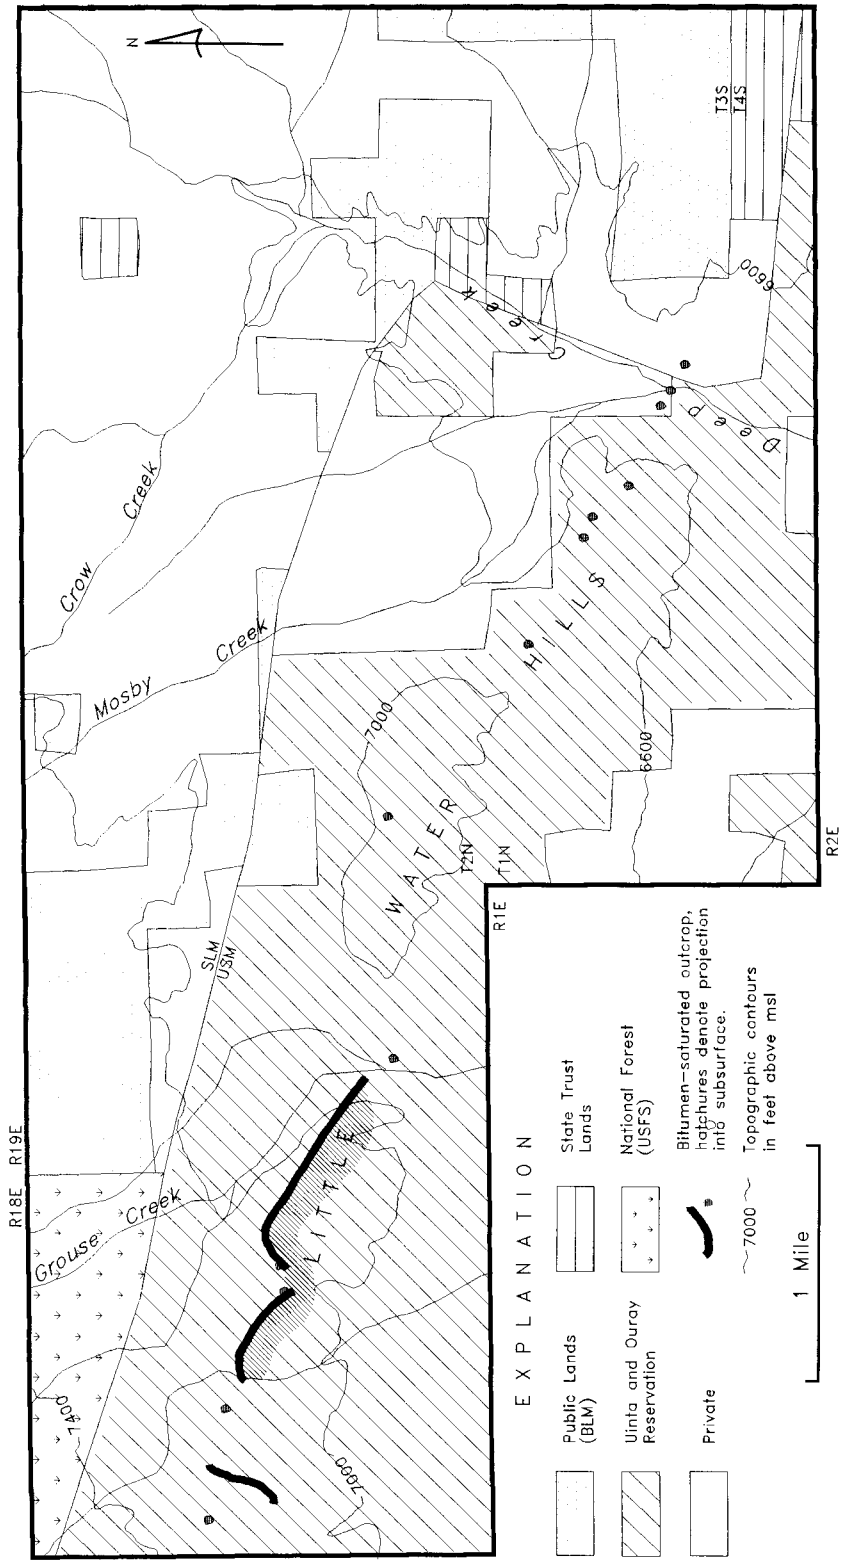 R18E R19E
N
7400
Grouse Creek
Mosby Creek
Crow Creek
SLM
USM
7000
LITTLE
WATER
HILLS
7000
T2N
T1N
6600
Deep Creek
6600
T3S
T4S
R1E
R2E
EXPLANATION
Public Lands
(BLM)
State Trust
Lands
Uinta and Ouray
Reservation
National Forest
(USFS)
Private
Bitumen-saturated outcrop,
hatchures denote projection
into subsurface.
7000
Topographic contours
in feet above msl
1 Mile